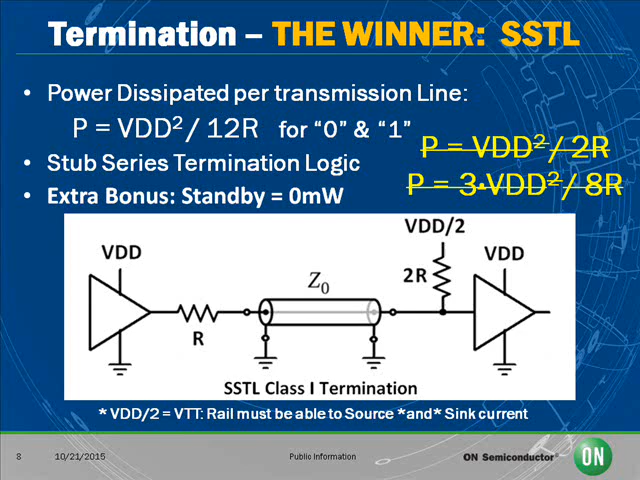 Termination – THE WINNER: SSTL
• Power Dissipated per transmission Line:
P = VDD²/ 12R for “0” & “1”
P = VDD²/ 2R
• Stub Series Termination Logic
P = 3•VDD²/ 8R
• Extra Bonus: Standby = 0mW
VDD/2
VDD
Z₀
2R
VDD
R
SSTL Class I Termination
* VDD/2 = VTT: Rail must be able to Source *and* Sink current
8 10/21/2015 Public Information ON Semiconductor® ON